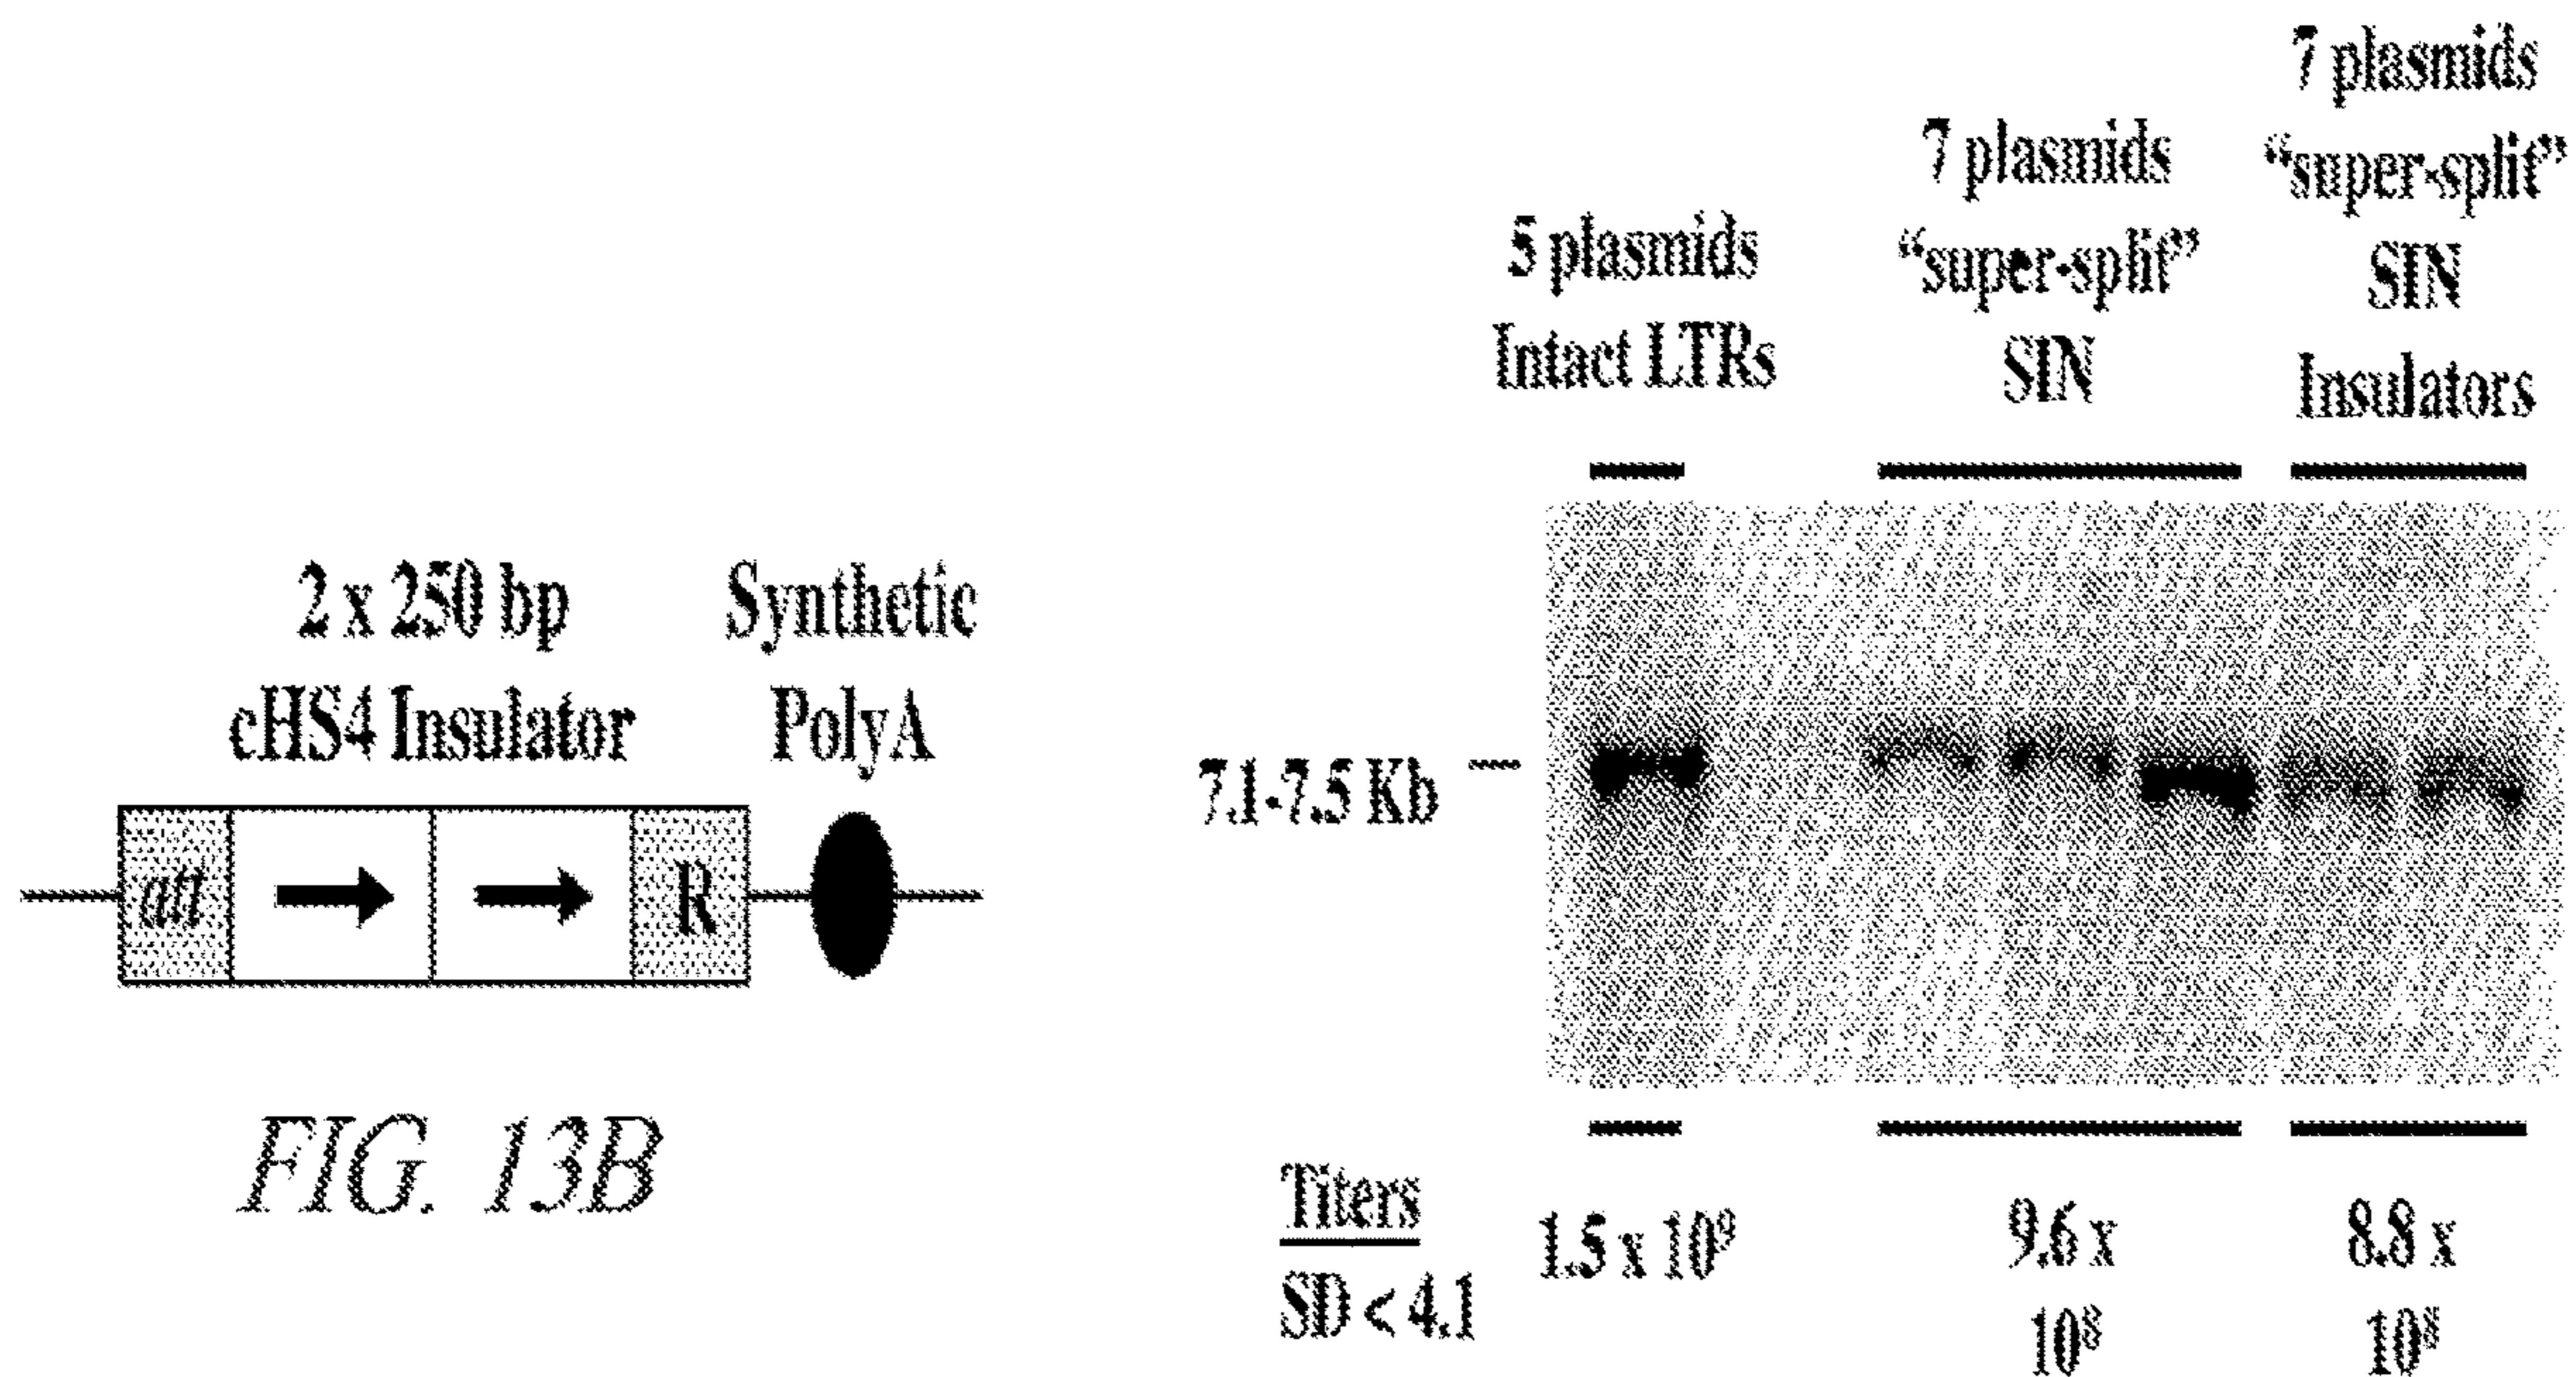 2 x 250 bp
cHS4 Insulator
Synthetic
PolyA
att
R
FIG. 13B
5 plasmids
Intact LTRs
7 plasmids
“super-split”
SIN
7 plasmids
“super-split”
SIN
Insulators
7.1-7.5 Kb
Titers
SD < 4.1
1.5 x 10⁹
9.6 x
10⁸
8.8 x
10⁸